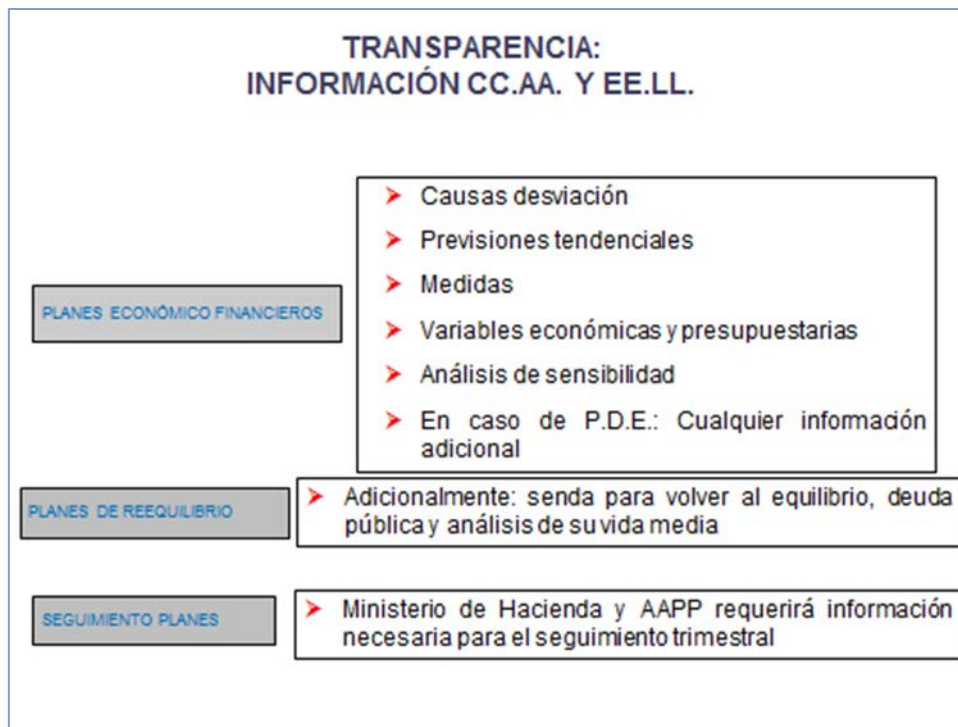 TRANSPARENCIA:
INFORMACIÓN CC.AA. Y EE.LL.
PLANES ECONÓMICO FINANCIEROS
Causas desviación
Previsiones tendenciales
Medidas
Variables económicas y presupuestarias
Análisis de sensibilidad
En caso de P.D.E.: Cualquier información
adicional
PLANES DE REEQUILIBRIO
Adicionalmente: senda para volver al equilibrio, deuda
pública y análisis de su vida media
SEGUIMIENTO PLANES
Ministerio de Hacienda y AAPP requerirá información
necesaria para el seguimiento trimestral